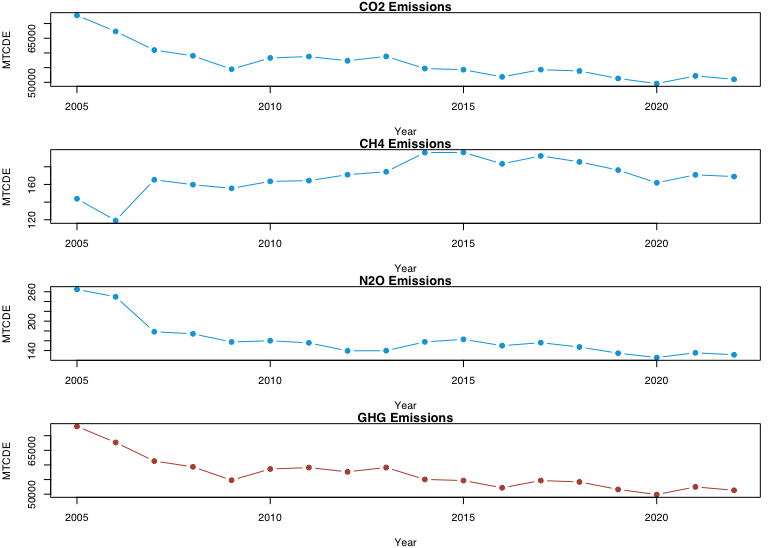 CO2 Emissions
MTCDE
65000
50000
2005 2010 2015 2020
Year
CH4 Emissions
MTCDE
160
120
2005 2010 2015 2020
Year
N2O Emissions
MTCDE
260
200
140
2005 2010 2015 2020
Year
GHG Emissions
MTCDE
65000
50000
2005 2010 2015 2020
Year